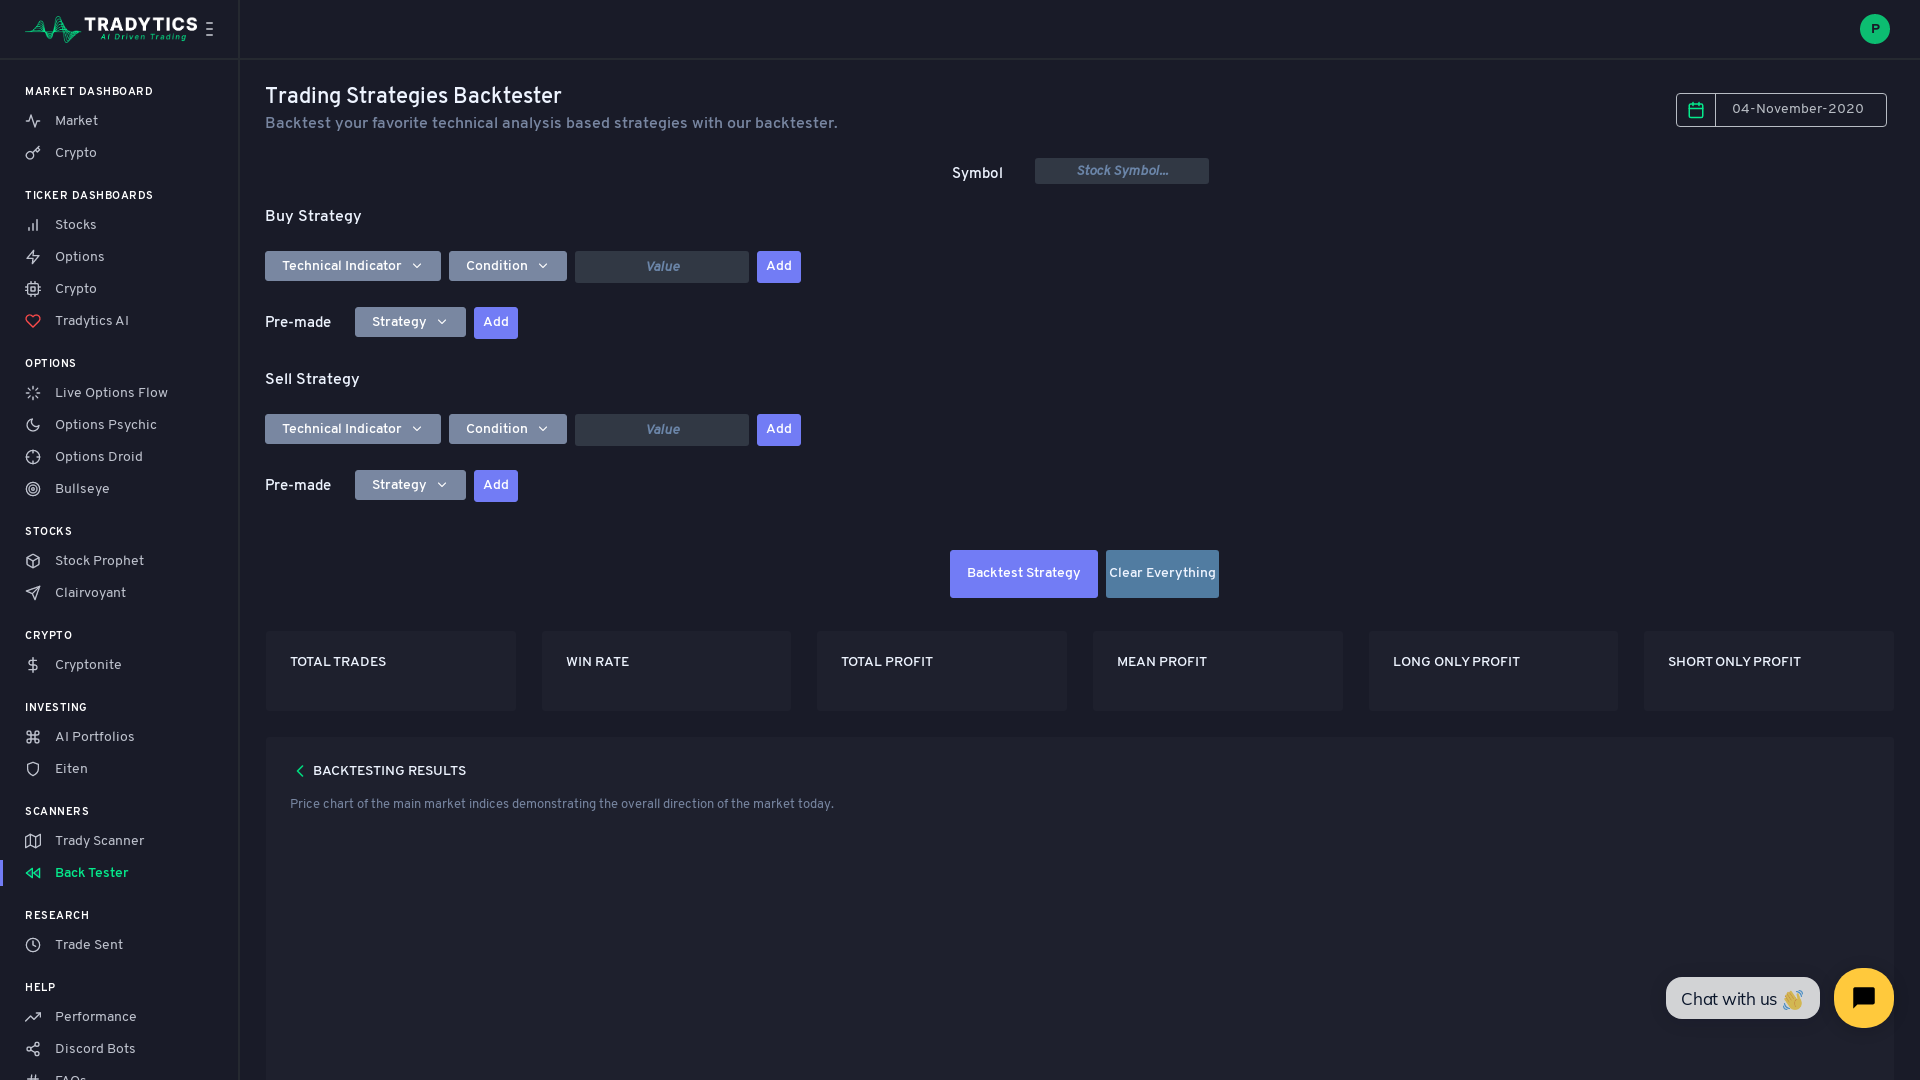 TRADYTICS
AI Driven Trading
P
MARKET DASHBOARD
Market
Crypto
TICKER DASHBOARDS
Stocks
Options
Crypto
Tradytics AI
OPTIONS
Live Options Flow
Options Psychic
Options Droid
Bullseye
STOCKS
Stock Prophet
Clairvoyant
CRYPTO
Cryptonite
INVESTING
AI Portfolios
Eiten
SCANNERS
Trady Scanner
Back Tester
RESEARCH
Trade Sent
HELP
Performance
Discord Bots
FAQs
Trading Strategies Backtester
Backtest your favorite technical analysis based strategies with our backtester.
04-November-2020
Symbol Stock Symbol...
Buy Strategy
Technical Indicator Condition Value Add
Pre-made Strategy Add
Sell Strategy
Technical Indicator Condition Value Add
Pre-made Strategy Add
Backtest Strategy Clear Everything
TOTAL TRADES WIN RATE TOTAL PROFIT MEAN PROFIT LONG ONLY PROFIT SHORT ONLY PROFIT
BACKTESTING RESULTS
Price chart of the main market indices demonstrating the overall direction of the market today.
Chat with us 👋